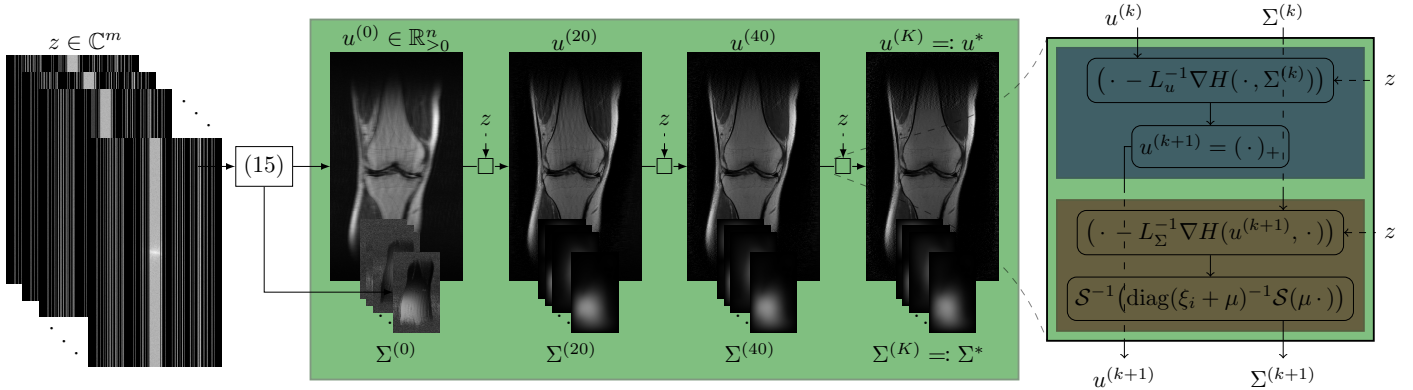 z ∈ ℂ^m
(15)
u^{(0)} ∈ ℝ^n_{>0}
u^{(20)}
u^{(40)}
u^{(K)} =: u^*
z
z
z
Σ^{(0)}
Σ^{(20)}
Σ^{(40)}
Σ^{(K)} =: Σ^*
u^{(k)}
Σ^{(k)}
( · − L_u^{-1}∇H( · , Σ^{(k)}))
z
u^{(k+1)} = ( · )_+
( · − L_Σ^{-1}∇H(u^{(k+1)}, · ))
z
𝒮^{-1}(diag(ξ_i + μ)^{-1}𝒮(μ · ))
u^{(k+1)}
Σ^{(k+1)}